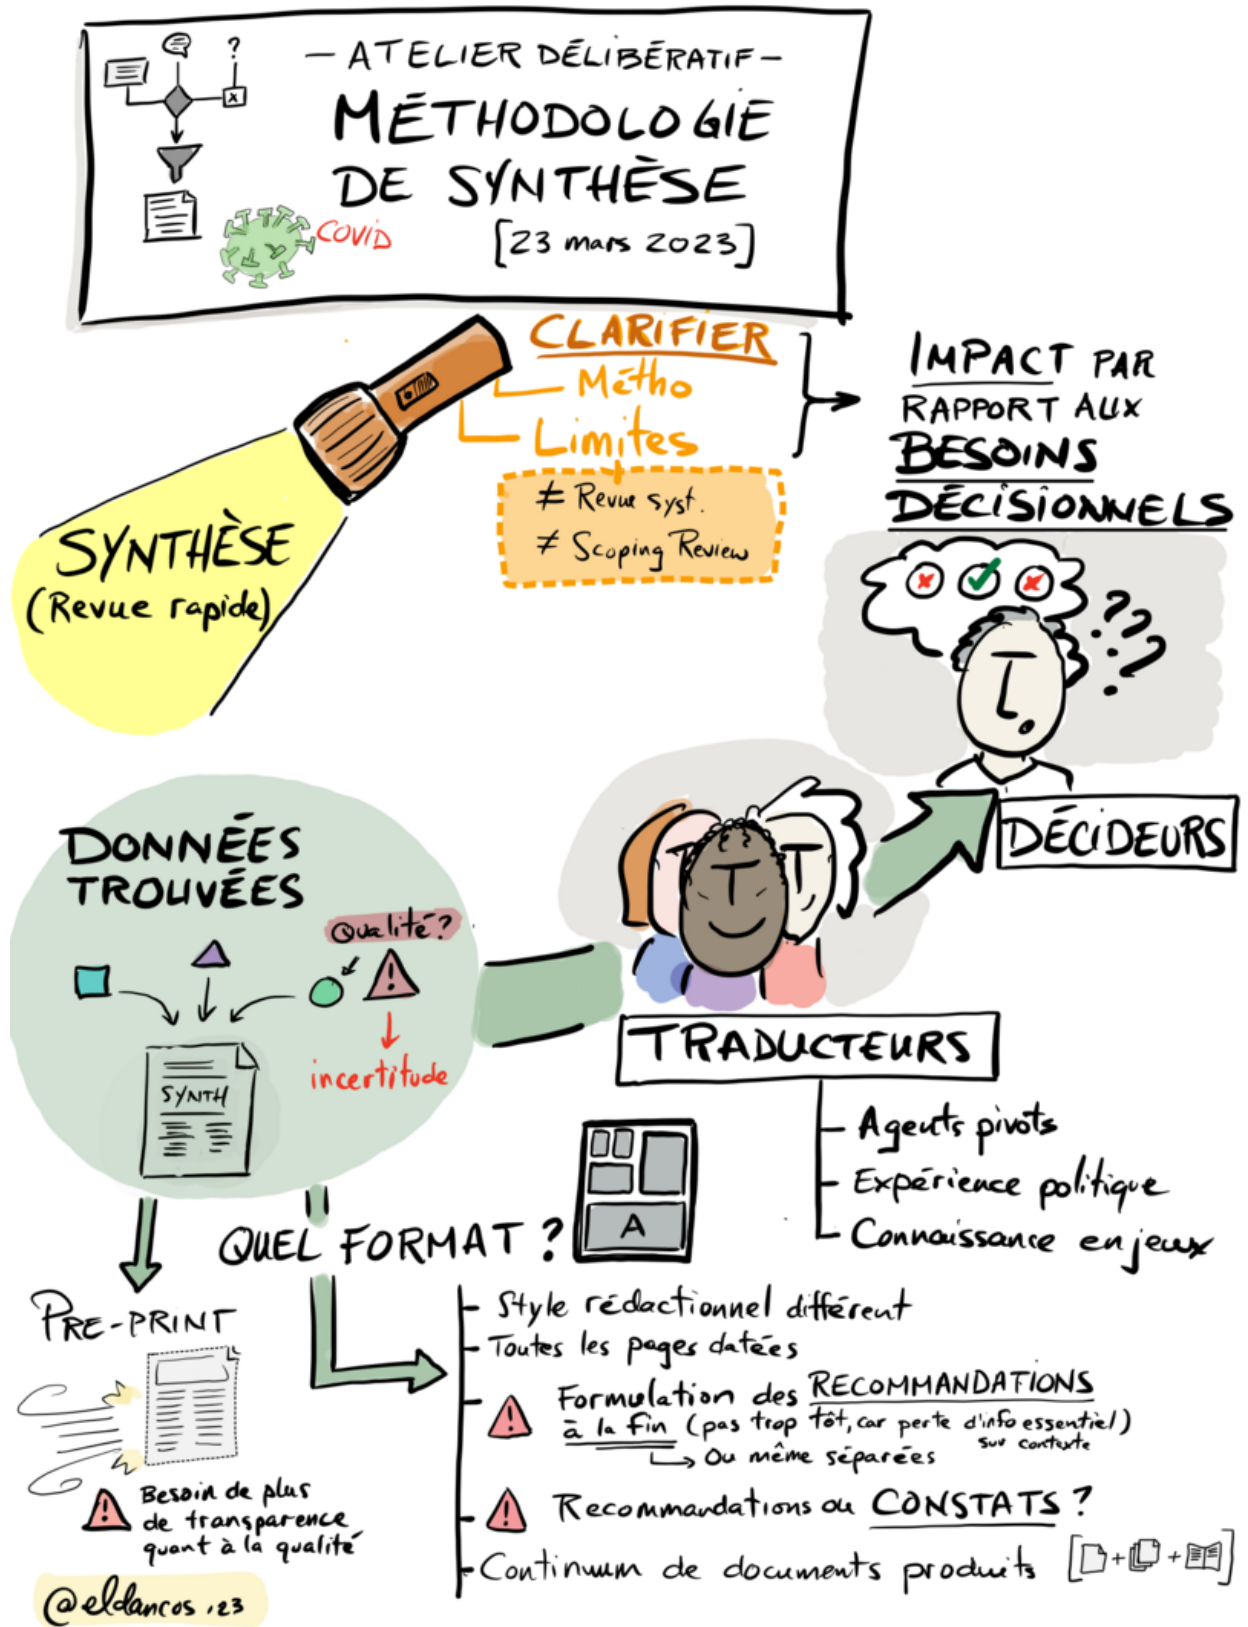 ?
x
- ATELIER DÉLIBÉRATIF -
MÉTHODOLOGIE
DE SYNTHÈSE
COVID
[23 mars 2023]
CLARIFIER
Métho
Limites
≠ Revue syst.
≠ Scoping Review
IMPACT PAR
RAPPORT AUX
BESOINS
DÉCISIONNELS
SYNTHÈSE
(Revue rapide)
????
DÉCIDEURS
DONNÉES
TROUVÉES
Qualité?
!
incertitude
SYNTH
TRADUCTEURS
- Agents pivots
- Expérience politique
- Connaissance enjeux
QUEL FORMAT ?
A
PRE-PRINT
! Besoin de plus
de transparence
quant à la qualité
- Style rédactionnel différent
- Toutes les pages datées
- ! Formulation des RECOMMANDATIONS
à la fin (pas trop tôt, car perte d'info essentiel)
sur contexte
Ou même séparées
- ! Recommandations ou CONSTATS ?
- Continuum de documents produits [ + + ]
@eldancos .23